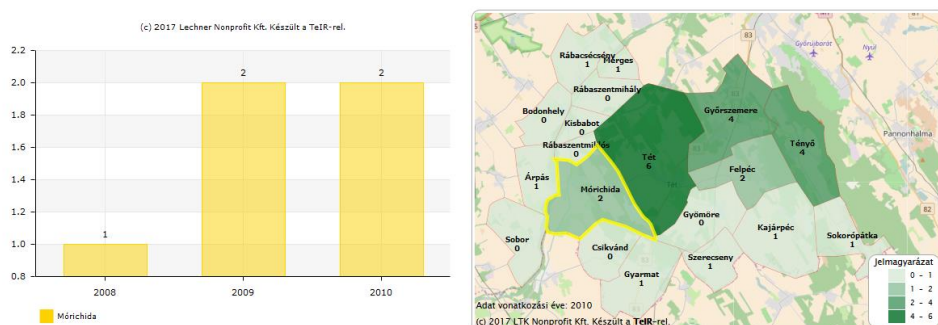 (c) 2017 Lechner Nonprofit Kft. Készült a TeIR-rel.
2.2
2.0
1.8
1.6
1.4
1.2
1.0
0.8
1
2
2
2008
2009
2010
Mórichida
83
Győrújbarát
Nyúl
Rábacsécsény
1
Mérges
1
Rábaszentmihály
0
Bodonhely
0
Kisbabot
0
Rábaszentmiklós
0
Győrszemere
4
Tényő
4
Pannonhalma
Tét
6
Felpéc
2
Árpás
1
Mórichida
2
Gyömöre
0
Kajárpéc
1
Sokorópátka
1
82
Sobor
0
Csikvánd
0
Gyarmat
1
Szerecseny
1
Jelmagyarázat
0 - 1
1 - 2
2 - 4
4 - 6
Adat vonatkozási éve: 2010
(c) 2017 LTK Nonprofit Kft. Készült a TeIR-rel.